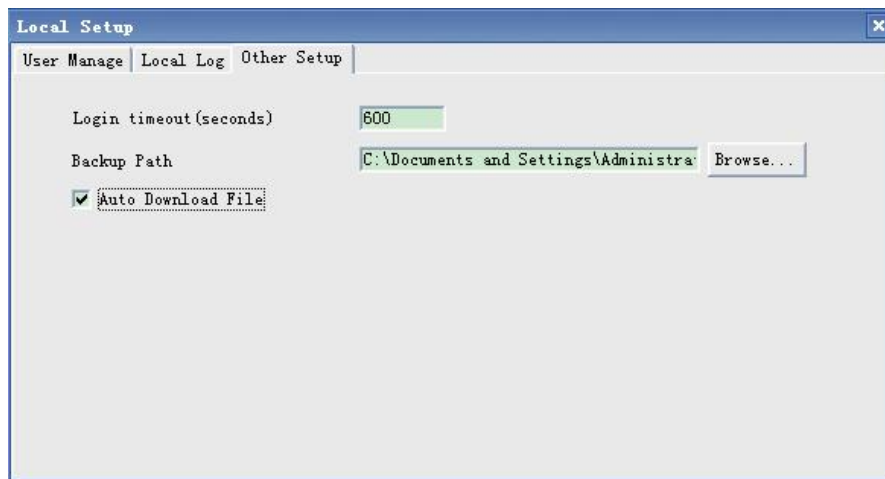 Local Setup
User Manage Local Log Other Setup
Login timeout(seconds) 600
Backup Path C:\Documents and Settings\Administra Browse...
Auto Download File